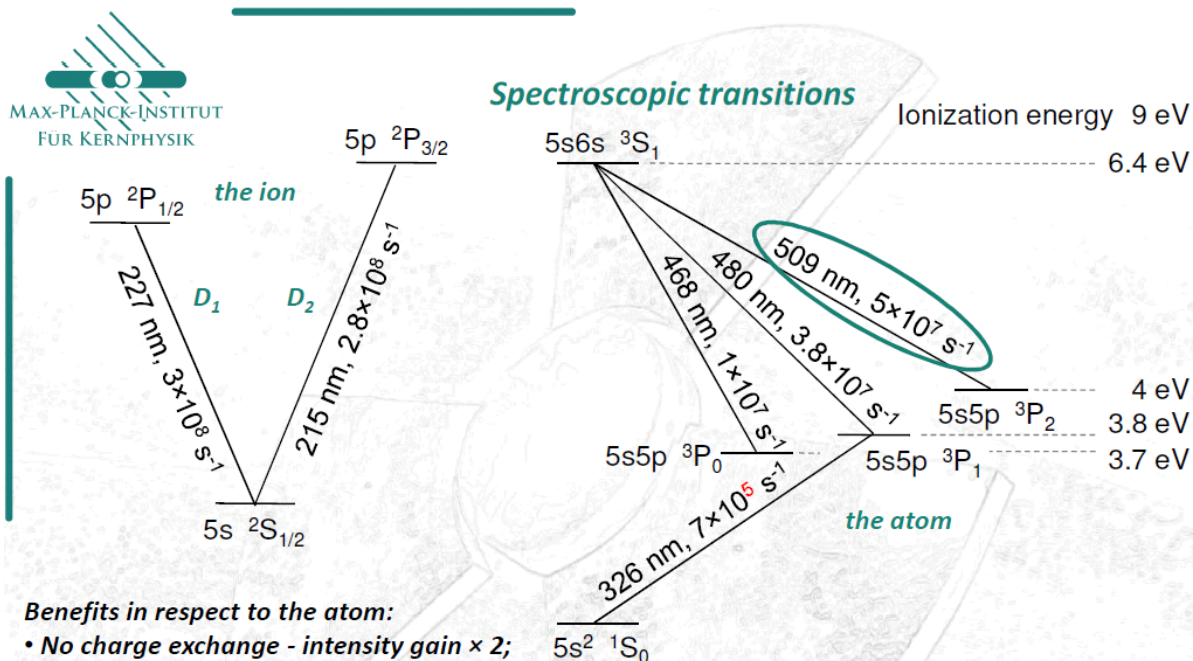 MAX-PLANCK-INSTITUT
FÜR KERNPHYSIK
Spectroscopic transitions
the ion
5p ²P₁/₂
5p ²P₃/₂
227 nm, 3×10⁸ s⁻¹
D₁
D₂
215 nm, 2.8×10⁸ s⁻¹
5s ²S₁/₂
Ionization energy 9 eV
5s6s ³S₁
6.4 eV
468 nm, 1×10⁷ s⁻¹
480 nm, 3.8×10⁷ s⁻¹
509 nm, 5×10⁷ s⁻¹
5s5p ³P₂
4 eV
3.8 eV
5s5p ³P₀
5s5p ³P₁
3.7 eV
326 nm, 7×10⁵ s⁻¹
the atom
5s² ¹S₀
Benefits in respect to the atom:
• No charge exchange - intensity gain × 2;